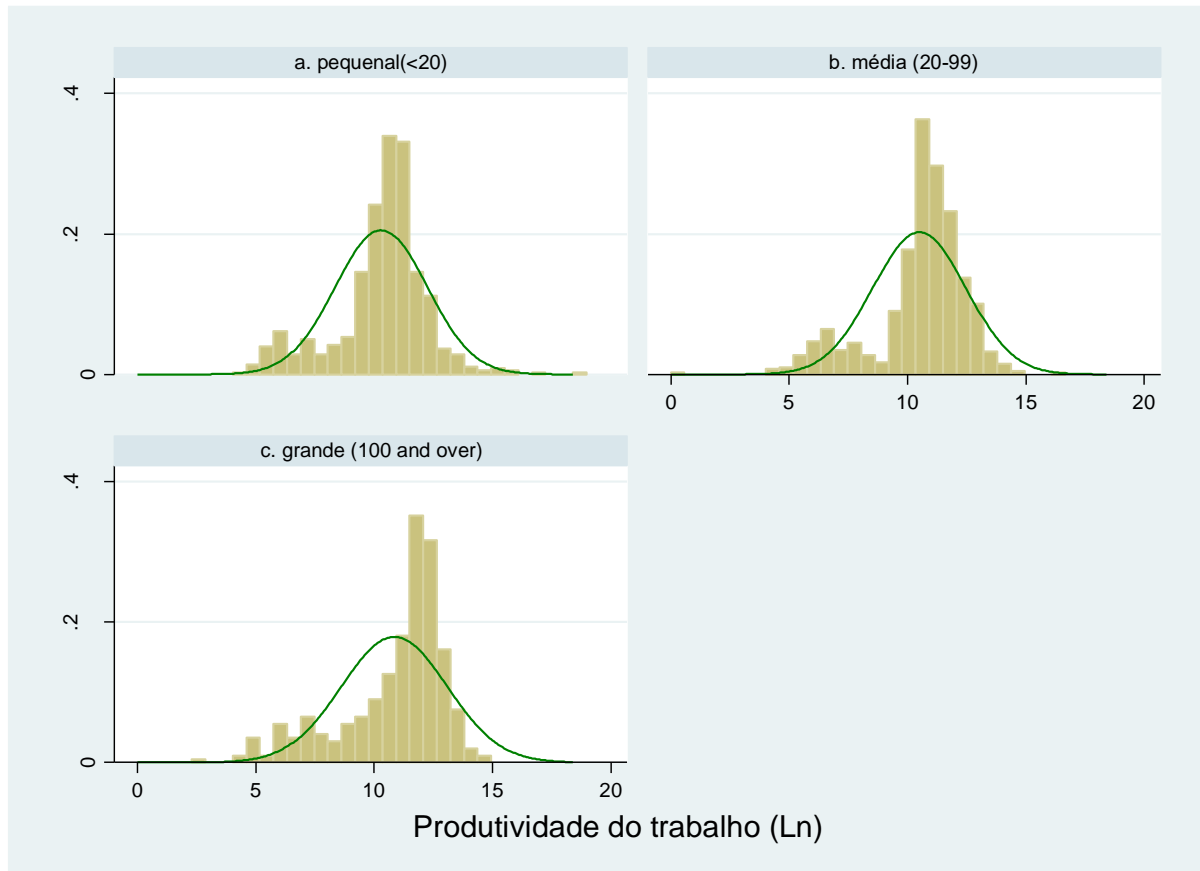 a. pequenal(<20)
b. média (20-99)
.4
.2
0
0 5 10 15 20
c. grande (100 and over)
.4
.2
0
0 5 10 15 20
Produtividade do trabalho (Ln)